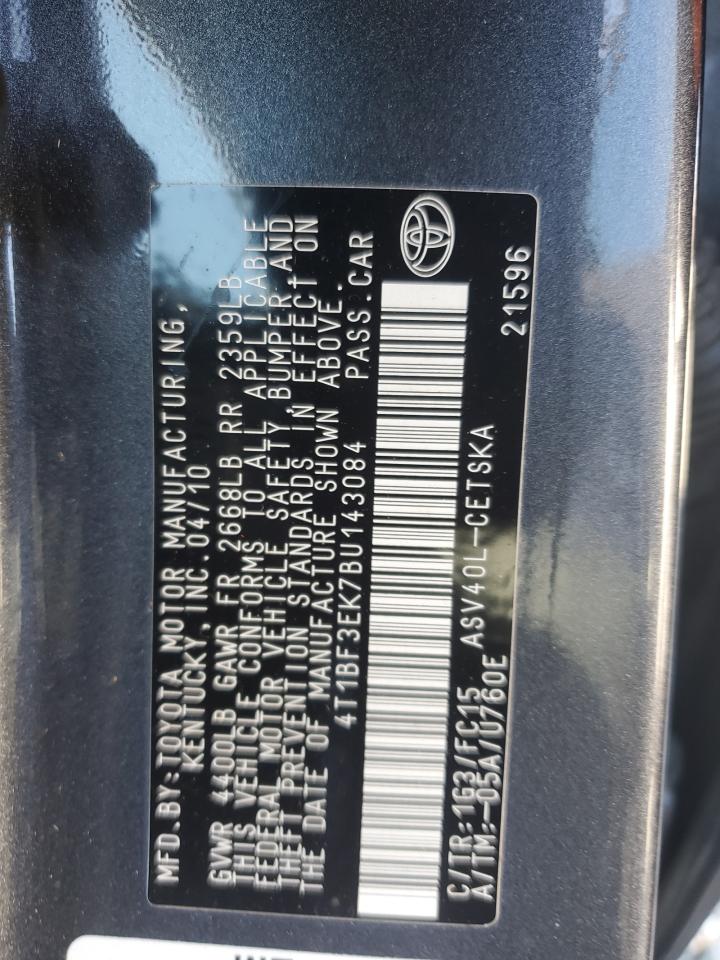 MFD.BY:TOYOTA MOTOR MANUFACTURING,
KENTUCKY, INC.04/10
GVWR 4400LB GAWR FR 2668LB RR 2359LB
THIS VEHICLE CONFORMS TO ALL APPLICABLE
FEDERAL MOTOR VEHICLE SAFETY, BUMPER,AND
THEFT PREVENTION STANDARDS IN EFFECT ON
THE DATE OF MANUFACTURE SHOWN ABOVE.
4T1BF3EK7BU143084 PASS.CAR
C/TR:1G3/FC15 ASV40L-CETSKA 21596
A/TM:-05A/U760E